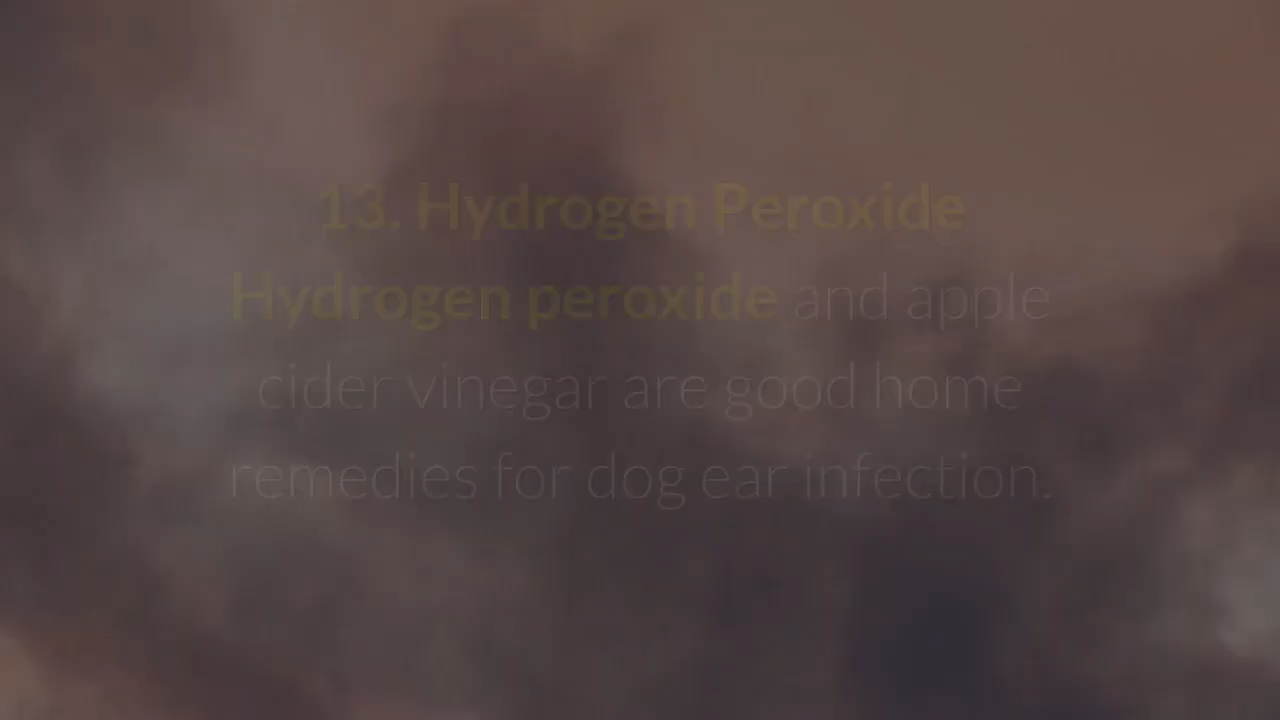 13. Hydrogen Peroxide
Hydrogen peroxide and apple
cider vinegar are good home
remedies for dog ear infection.